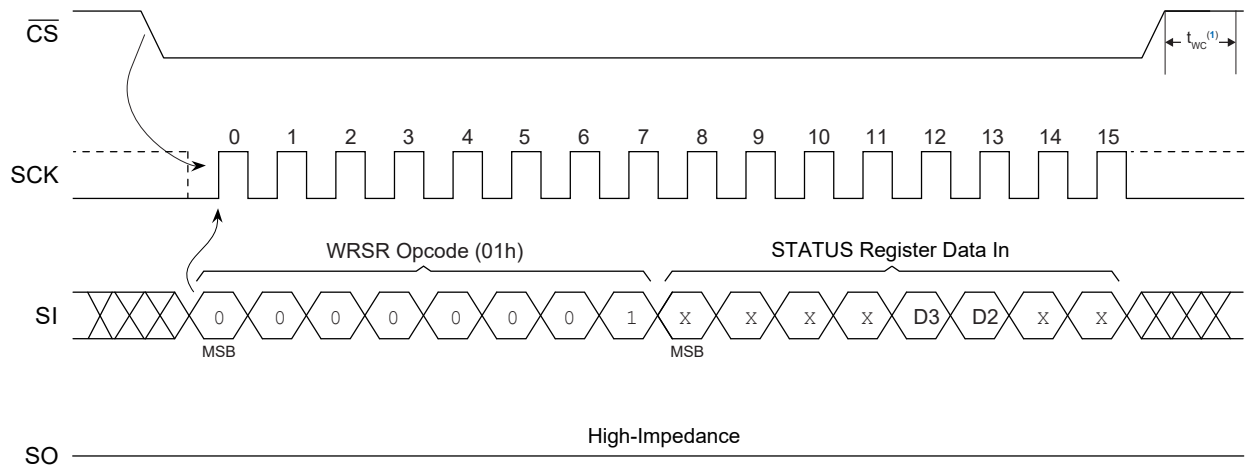 CS
tWC(1)
0 1 2 3 4 5 6 7 8 9 10 11 12 13 14 15
SCK
WRSR Opcode (01h) STATUS Register Data In
SI 0 0 0 0 0 0 0 1 X X X X D3 D2 X X
MSB MSB
High-Impedance
SO